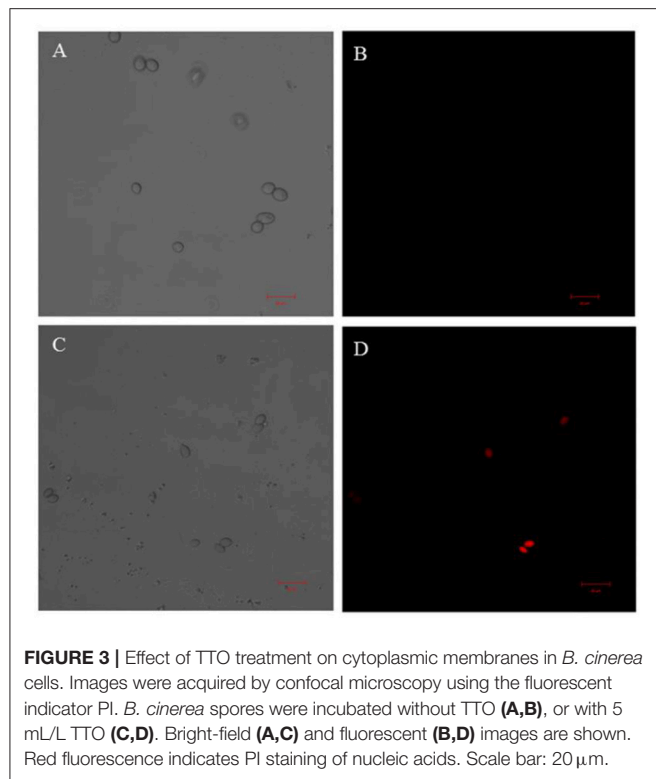 A
B
C
D
FIGURE 3 | Effect of TTO treatment on cytoplasmic membranes in B. cinerea
cells. Images were acquired by confocal microscopy using the fluorescent
indicator PI. B. cinerea spores were incubated without TTO (A,B), or with 5
mL/L TTO (C,D). Bright-field (A,C) and fluorescent (B,D) images are shown.
Red fluorescence indicates PI staining of nucleic acids. Scale bar: 20 μm.